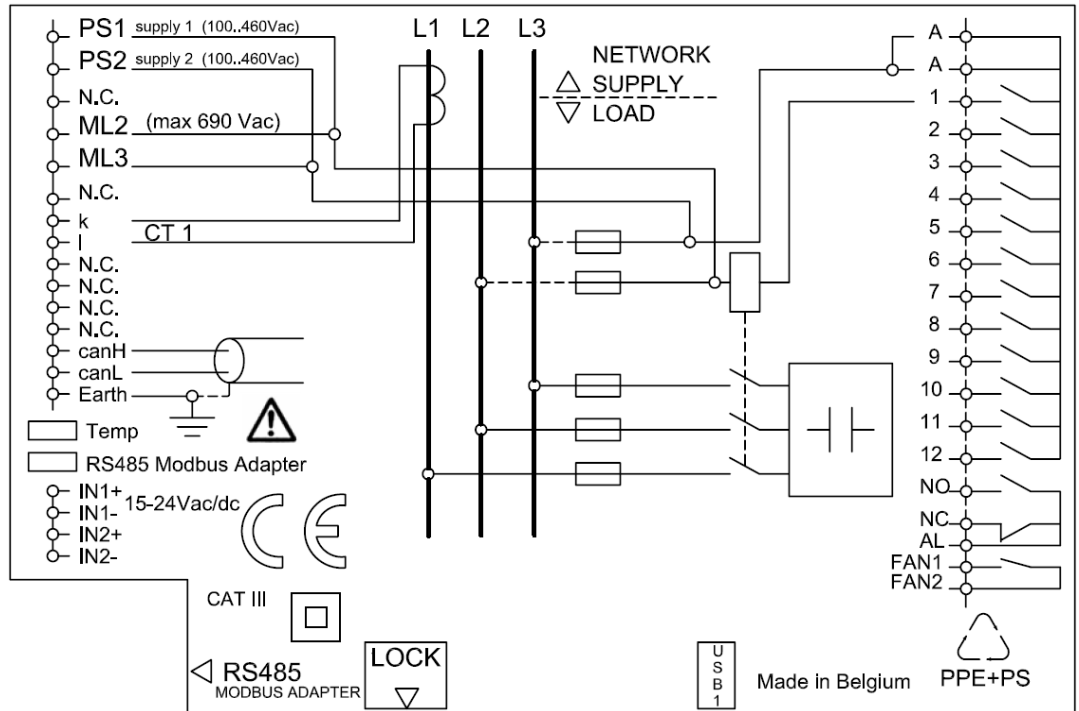 PS1 supply 1 (100..460Vac)
PS2 supply 2 (100..460Vac)
N.C.
ML2 (max 690 Vac)
ML3
N.C.
k
l
CT 1
N.C.
N.C.
N.C.
N.C.
canH
canL
Earth
Temp
RS485 Modbus Adapter
IN1+
15-24Vac/dc
IN1-
IN2+
IN2-
CE
CAT III
RS485
MODBUS ADAPTER
LOCK
L1 L2 L3
NETWORK
SUPPLY
LOAD
A
A
1
2
3
4
5
6
7
8
9
10
11
12
NO
NC
AL
FAN1
FAN2
USB1
Made in Belgium
PPE+PS